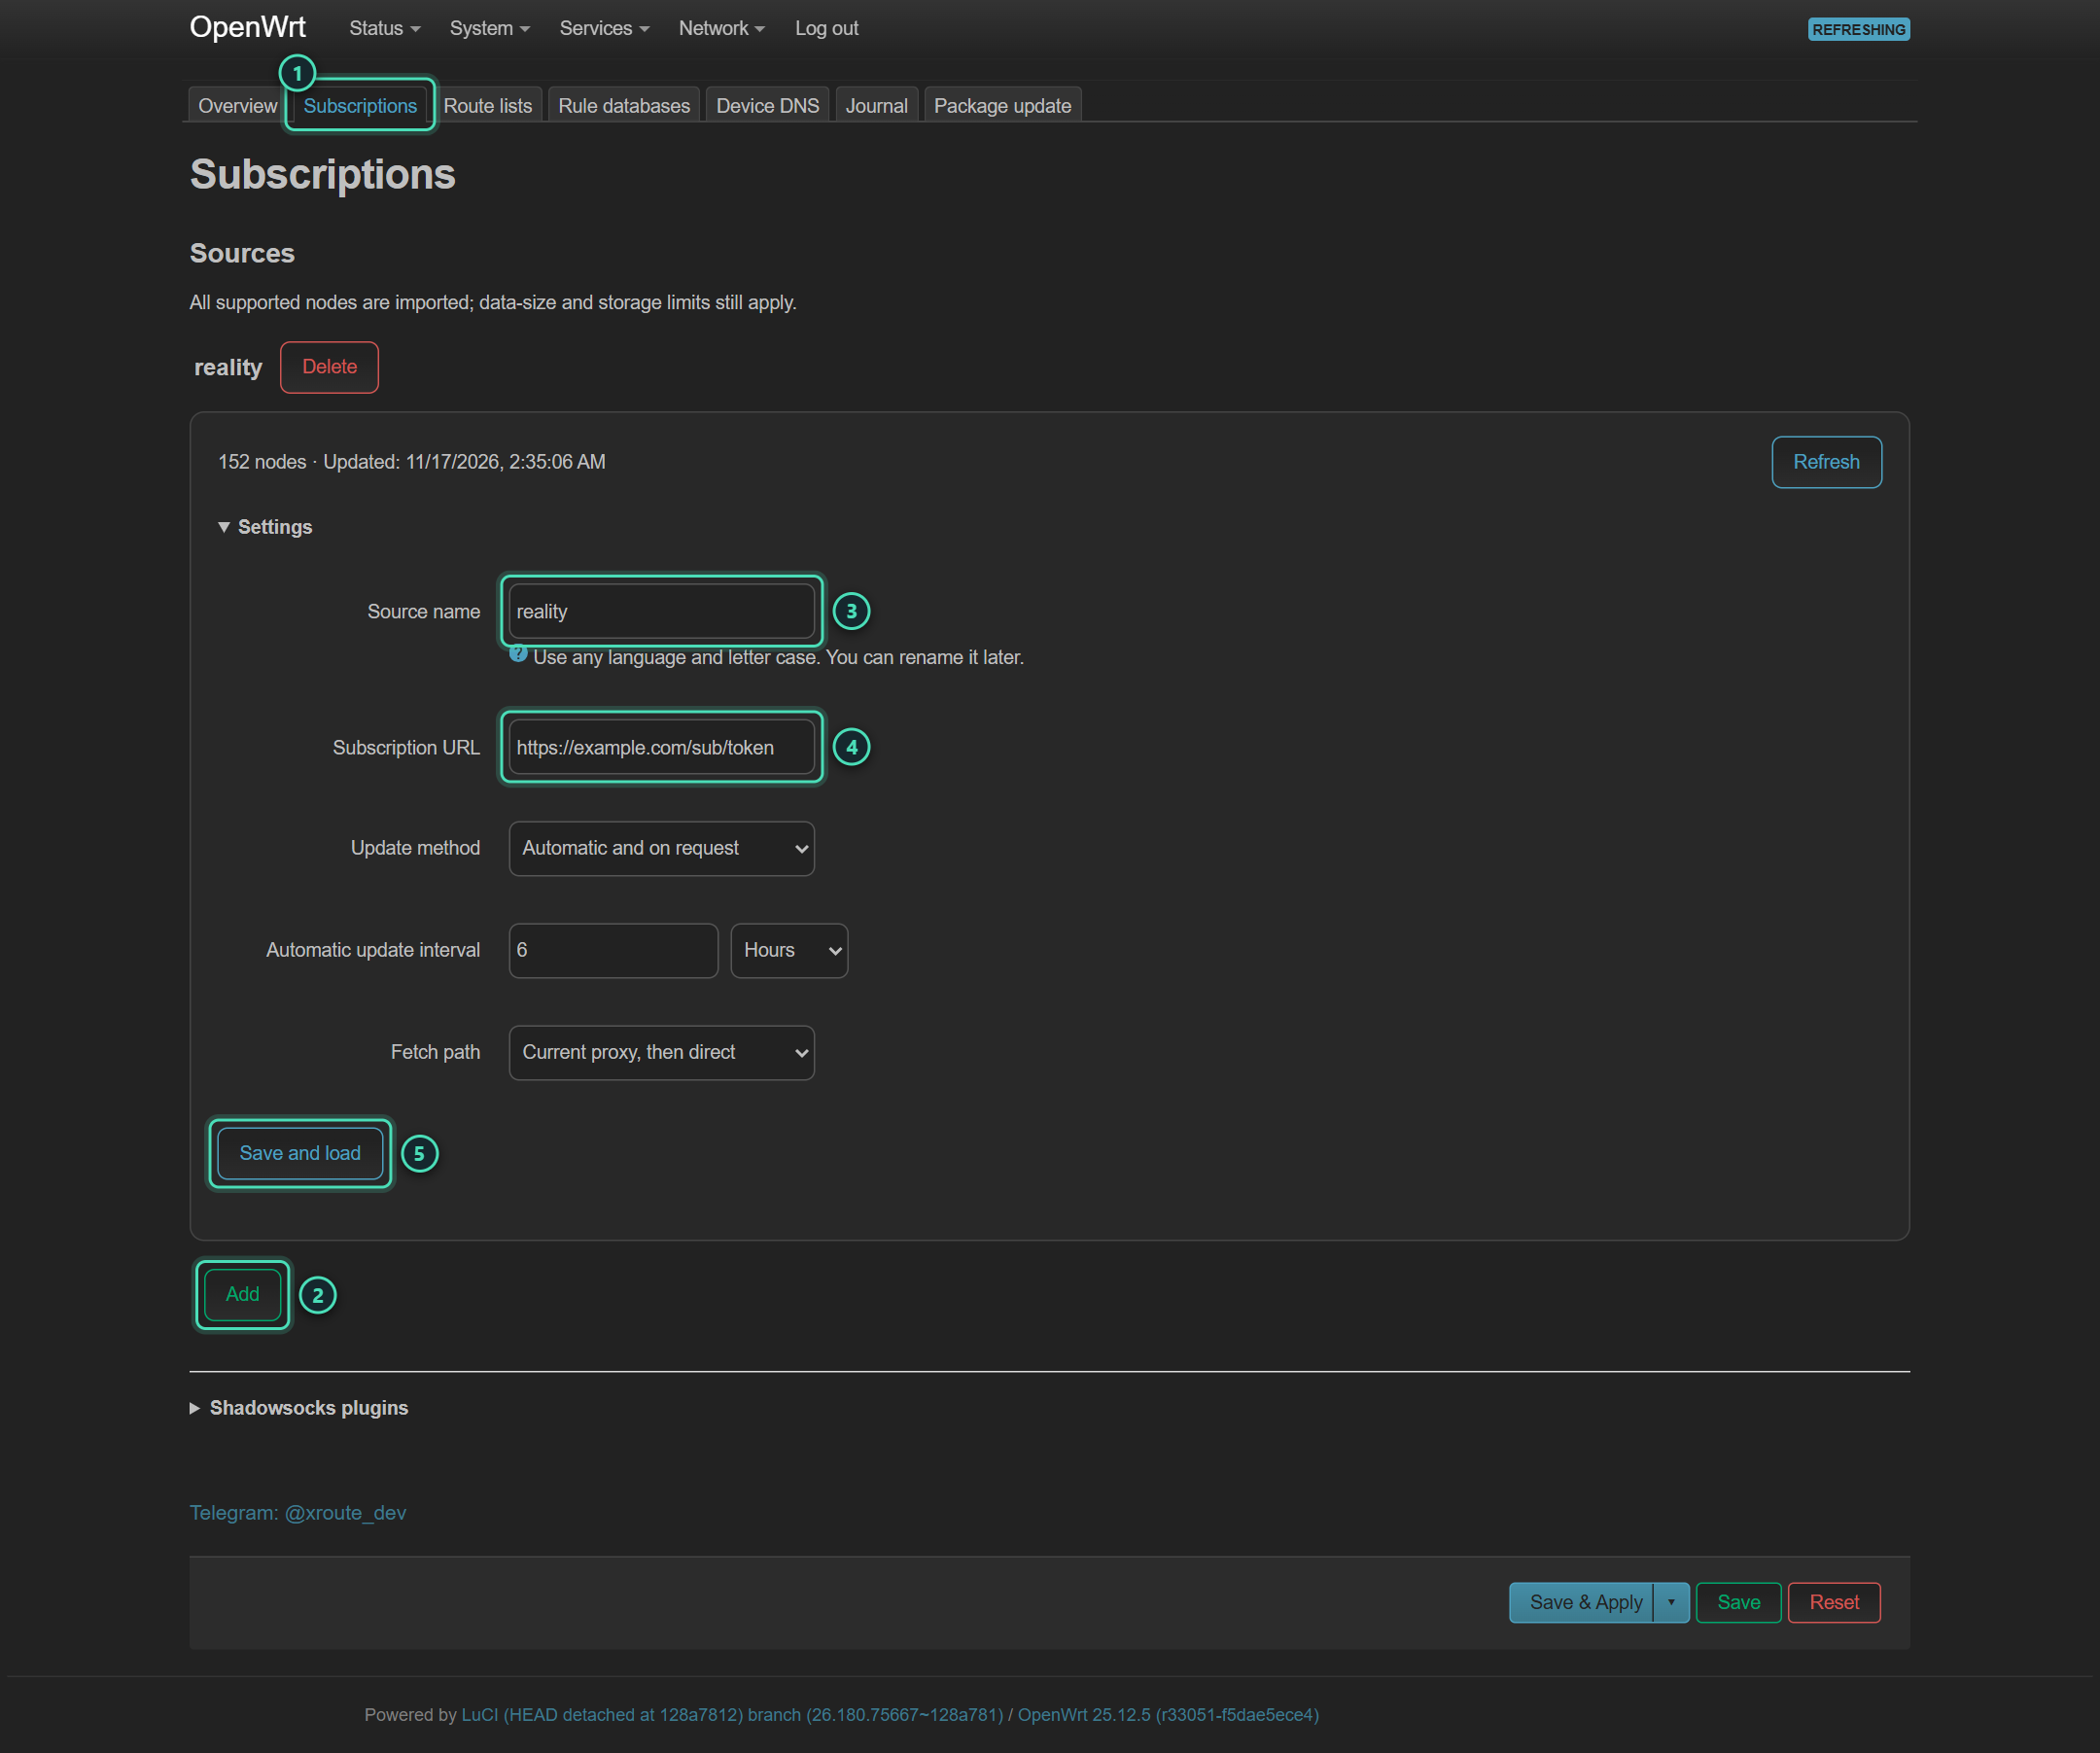 OpenWrt Status System Services Network Log out REFRESHING
1
Overview Subscriptions Route lists Rule databases Device DNS Journal Package update
Subscriptions
Sources
All supported nodes are imported; data-size and storage limits still apply.
reality Delete
152 nodes · Updated: 11/17/2026, 2:35:06 AM Refresh
▼ Settings
Source name reality 3
? Use any language and letter case. You can rename it later.
Subscription URL https://example.com/sub/token 4
Update method Automatic and on request
Automatic update interval 6 Hours
Fetch path Current proxy, then direct
Save and load 5
Add 2
▶ Shadowsocks plugins
Telegram: @xroute_dev
Save & Apply ▾ Save Reset
Powered by LuCI (HEAD detached at 128a7812) branch (26.180.75667~128a781) / OpenWrt 25.12.5 (r33051-f5dae5ece4)